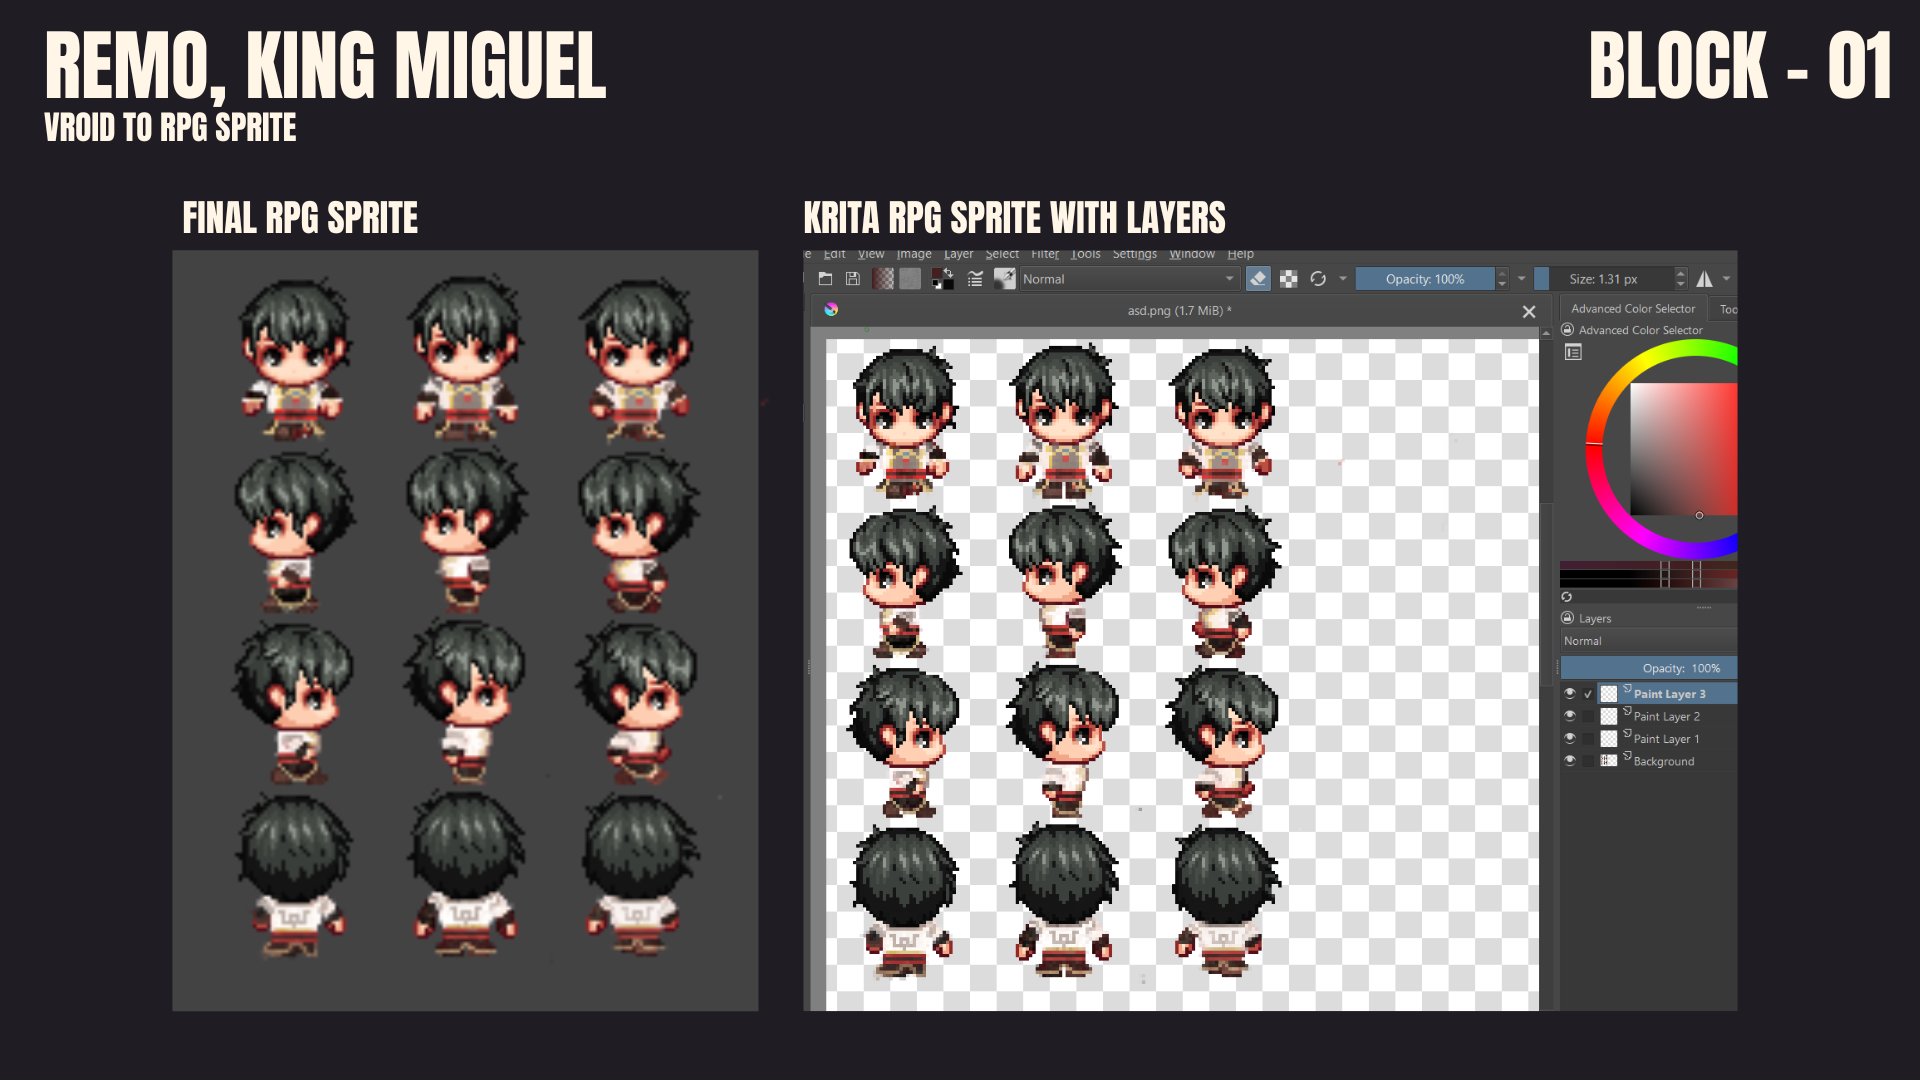 REMO, KING MIGUEL
BLOCK - 01
VROID TO RPG SPRITE
FINAL RPG SPRITE
KRITA RPG SPRITE WITH LAYERS
e Edit View Image Layer Select Filter Tools Settings Window Help
Normal
Opacity: 100%
Size: 1.31 px
asd.png (1.7 MiB) *
Advanced Color Selector
Too
Advanced Color Selector
Layers
Normal
Opacity: 100%
Paint Layer 3
Paint Layer 2
Paint Layer 1
Background